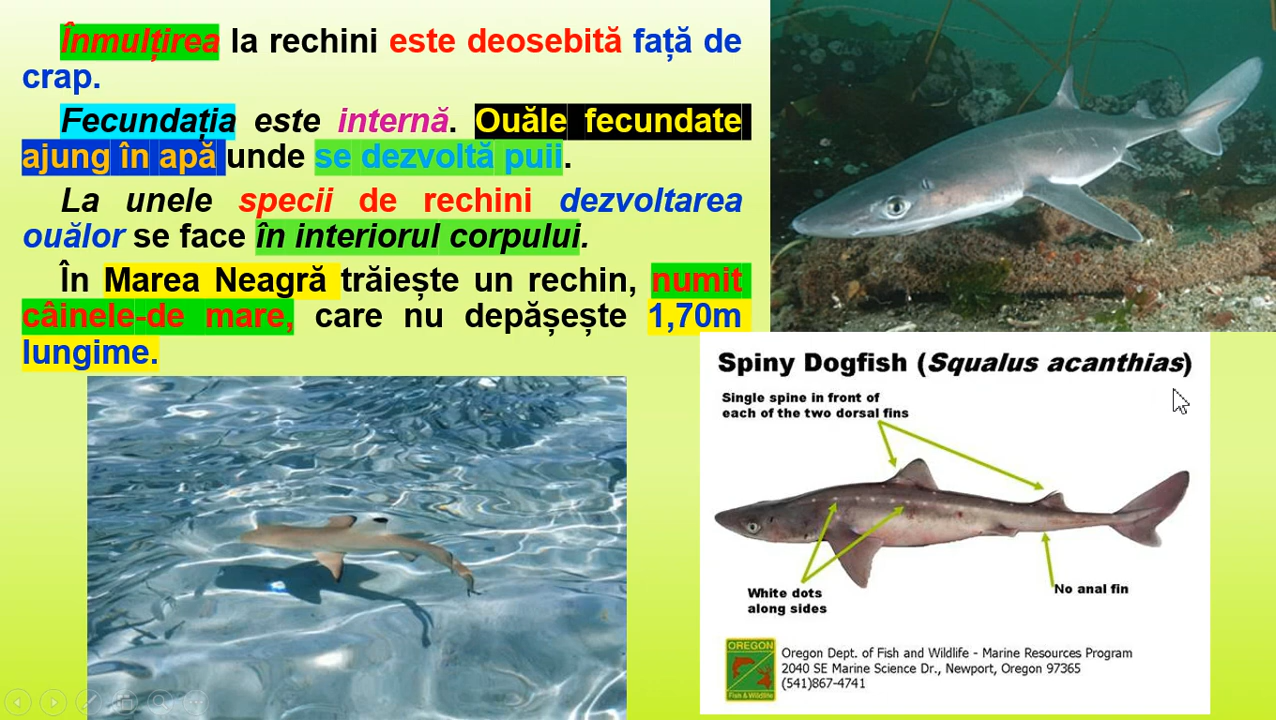 Înmulțirea la rechini este deosebită față de
crap.
Fecundația este internă. Ouăle fecundate
ajung în apă unde se dezvoltă puii.
La unele specii de rechini dezvoltarea
ouălor se face în interiorul corpului.
În Marea Neagră trăiește un rechin, numit
câinele-de mare, care nu depășește 1,70m
lungime.
Spiny Dogfish (Squalus acanthias)
Single spine in front of
each of the two dorsal fins
White dots
along sides
No anal fin
OREGON
Fish & Wildlife
Oregon Dept. of Fish and Wildlife - Marine Resources Program
2040 SE Marine Science Dr., Newport, Oregon 97365
(541)867-4741